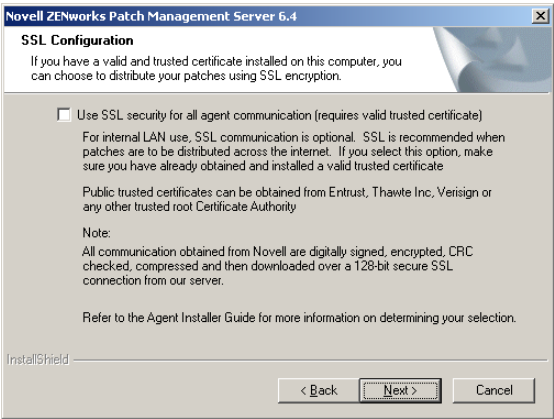 Novell ZENworks Patch Management Server 6.4
SSL Configuration
If you have a valid and trusted certificate installed on this computer, you
can choose to distribute your patches using SSL encryption.
Use SSL security for all agent communication (requires valid trusted certificate)
For internal LAN use, SSL communication is optional.  SSL is recommended when
patches are to be distributed across the internet.  If you select this option, make
sure you have already obtained and installed a valid trusted certificate
Public trusted certificates can be obtained from Entrust, Thawte Inc, Verisign or
any other trusted root Certificate Authority
Note:
All communication obtained from Novell are digitally signed, encrypted, CRC
checked, compressed and then downloaded over a 128-bit secure SSL
connection from our server.
Refer to the Agent Installer Guide for more information on determining your selection.
InstallShield
< Back
Next >
Cancel